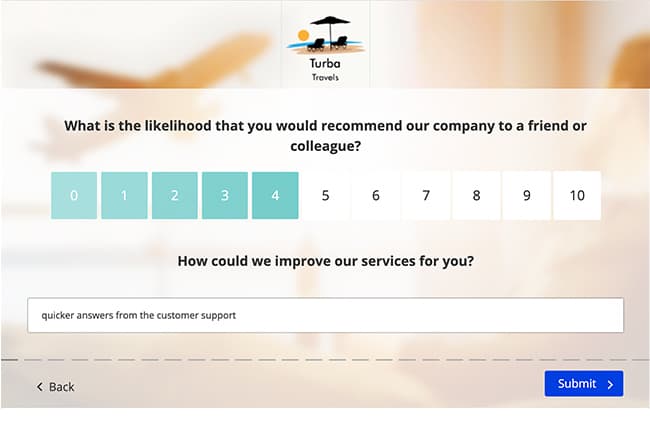 Turba
Travels
What is the likelihood that you would recommend our company to a friend or
colleague?
0 1 2 3 4 5 6 7 8 9 10
How could we improve our services for you?
quicker answers from the customer support
Back
Submit